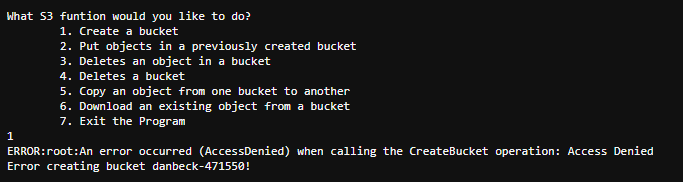 What S3 funtion would you like to do?
1. Create a bucket
2. Put objects in a previously created bucket
3. Deletes an object in a bucket
4. Deletes a bucket
5. Copy an object from one bucket to another
6. Download an existing object from a bucket
7. Exit the Program
1
ERROR:root:An error occurred (AccessDenied) when calling the CreateBucket operation: Access Denied
Error creating bucket danbeck-471550!